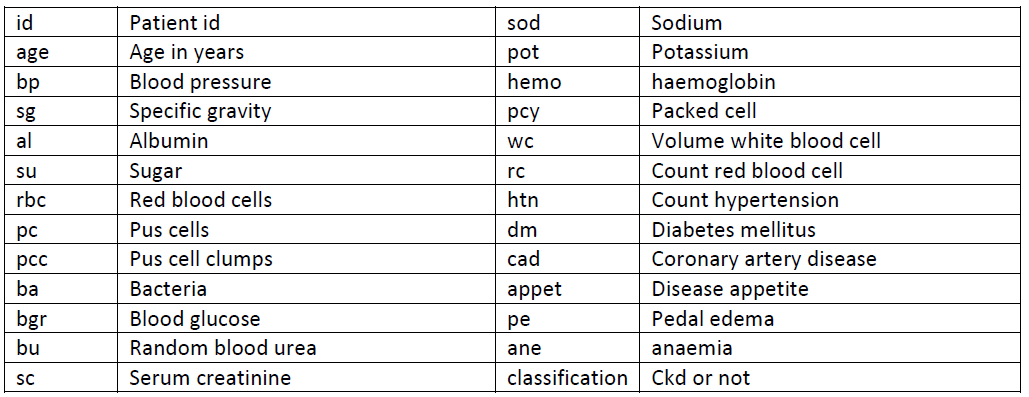 id Patient id sod Sodium
age Age in years pot Potassium
bp Blood pressure hemo haemoglobin
sg Specific gravity pcy Packed cell
al Albumin wc Volume white blood cell
su Sugar rc Count red blood cell
rbc Red blood cells htn Count hypertension
pc Pus cells dm Diabetes mellitus
pcc Pus cell clumps cad Coronary artery disease
ba Bacteria appet Disease appetite
bgr Blood glucose pe Pedal edema
bu Random blood urea ane anaemia
sc Serum creatinine classification Ckd or not